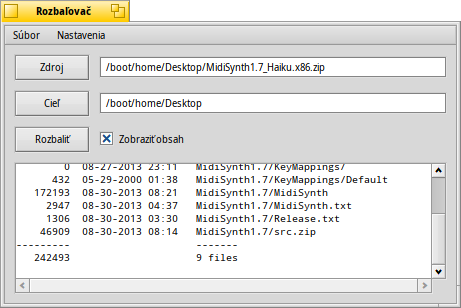 Rozbaľovač
Súbor Nastavenia
Zdroj /boot/home/Desktop/MidiSynth1.7_Haiku.x86.zip
Cieľ /boot/home/Desktop
Rozbaliť Zobraziť obsah
0 08-27-2013 23:11 MidiSynth1.7/KeyMappings/
432 05-29-2000 01:38 MidiSynth1.7/KeyMappings/Default
172193 08-30-2013 08:21 MidiSynth1.7/MidiSynth
2947 08-30-2013 04:37 MidiSynth1.7/MidiSynth.txt
1306 08-30-2013 03:30 MidiSynth1.7/Release.txt
46909 08-30-2013 08:14 MidiSynth1.7/src.zip
--------- -------
242493 9 files